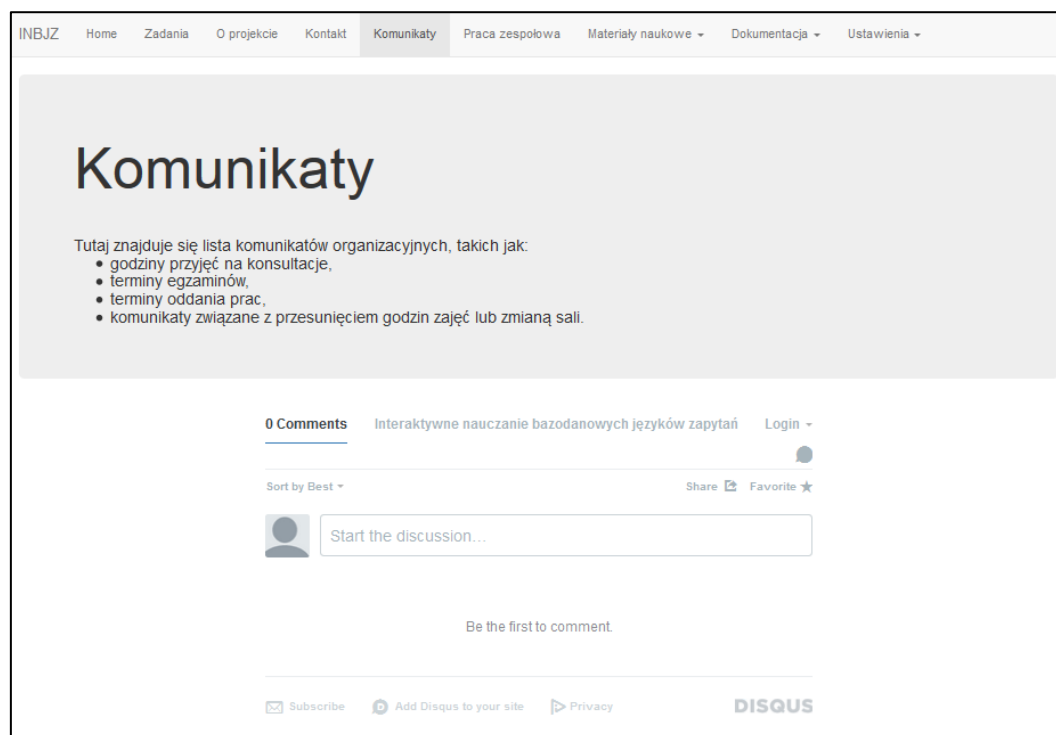 INBJZ Home Zadania O projekcie Kontakt Komunikaty Praca zespołowa Materiały naukowe Dokumentacja Ustawienia
Komunikaty
Tutaj znajduje się lista komunikatów organizacyjnych, takich jak:
• godziny przyjęć na konsultacje,
• terminy egzaminów,
• terminy oddania prac,
• komunikaty związane z przesunięciem godzin zajęć lub zmianą sali.
0 Comments Interaktywne nauczanie bazodanowych języków zapytań Login
Sort by Best Share Favorite
Start the discussion…
Be the first to comment.
Subscribe Add Disqus to your site Privacy DISQUS